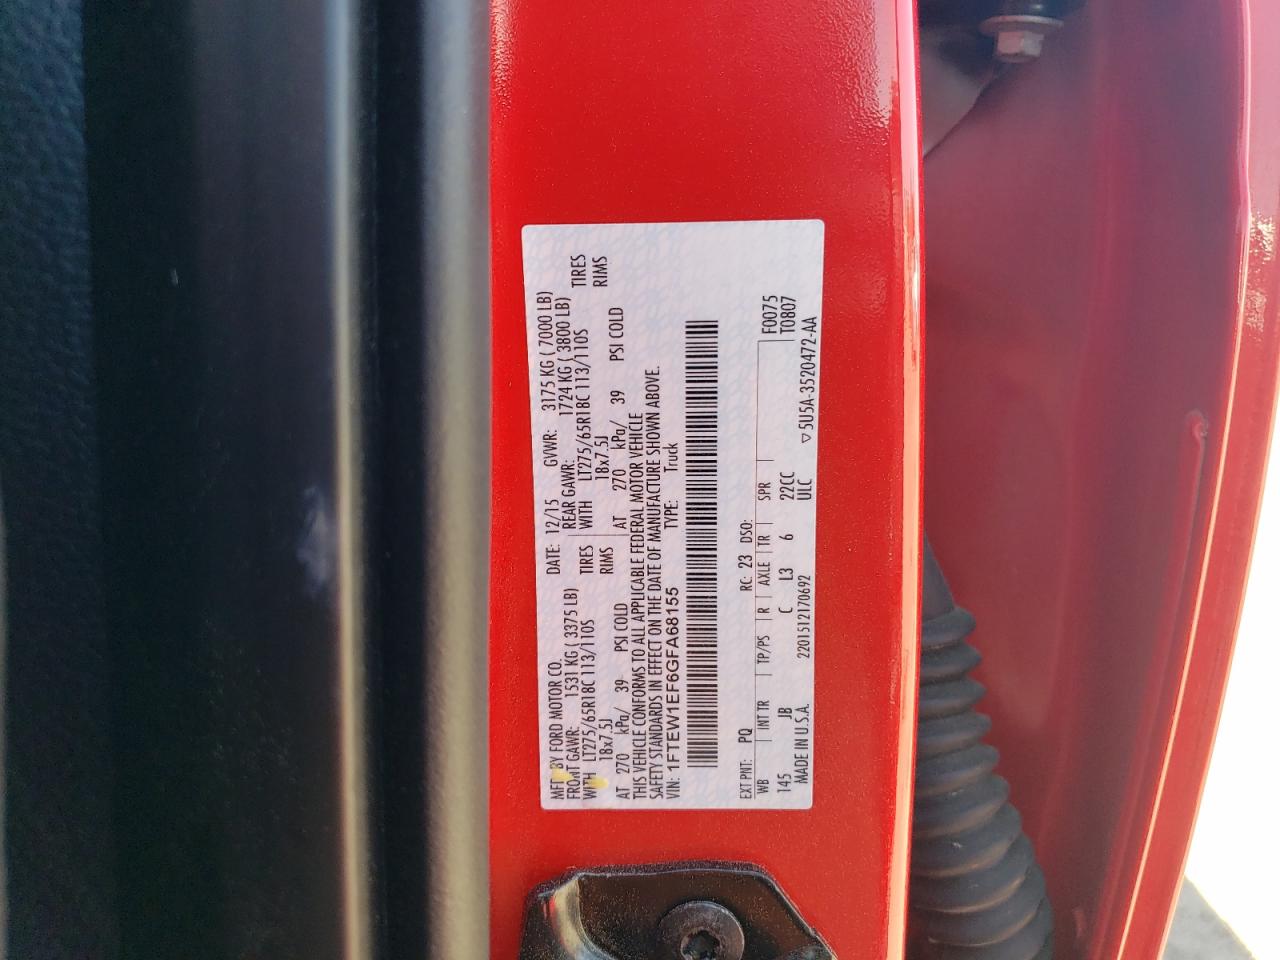 MFD BY FORD MOTOR CO.
DATE: 12/15 GVWR: 3175 KG ( 7000 LB)
FRONT GAWR: 1531 KG ( 3375 LB)
REAR GAWR: 1724 KG ( 3800 LB)
WITH LT275/65R18C 113/110S TIRES
WITH LT275/65R18C 113/110S TIRES
18x7.5J RIMS
18x7.5J RIMS
AT 270 kPa/ 39 PSI COLD
AT 270 kPa/ 39 PSI COLD
THIS VEHICLE CONFORMS TO ALL APPLICABLE FEDERAL MOTOR VEHICLE
SAFETY STANDARDS IN EFFECT ON THE DATE OF MANUFACTURE SHOWN ABOVE.
VIN: 1FTEW1EF6GFA68155 TYPE: Truck
EXT PNT: PQ RC: 23 DSO:
WB INT TR TP/PS R AXLE TR SPR
F0075
145 JB C L3 6 22CC
T0807
MADE IN U.S.A. 2201512170692 ULC
▽5U5A-3520472-AA